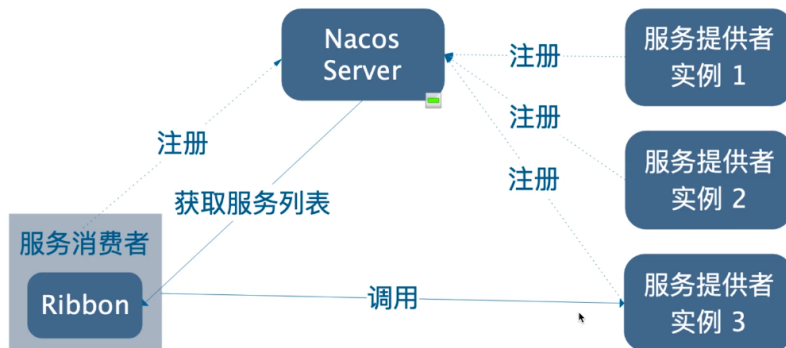 Nacos
Server
注册
服务提供者
实例 1
注册
注册
服务提供者
实例 2
获取服务列表
注册
服务消费者
Ribbon
调用
服务提供者
实例 3